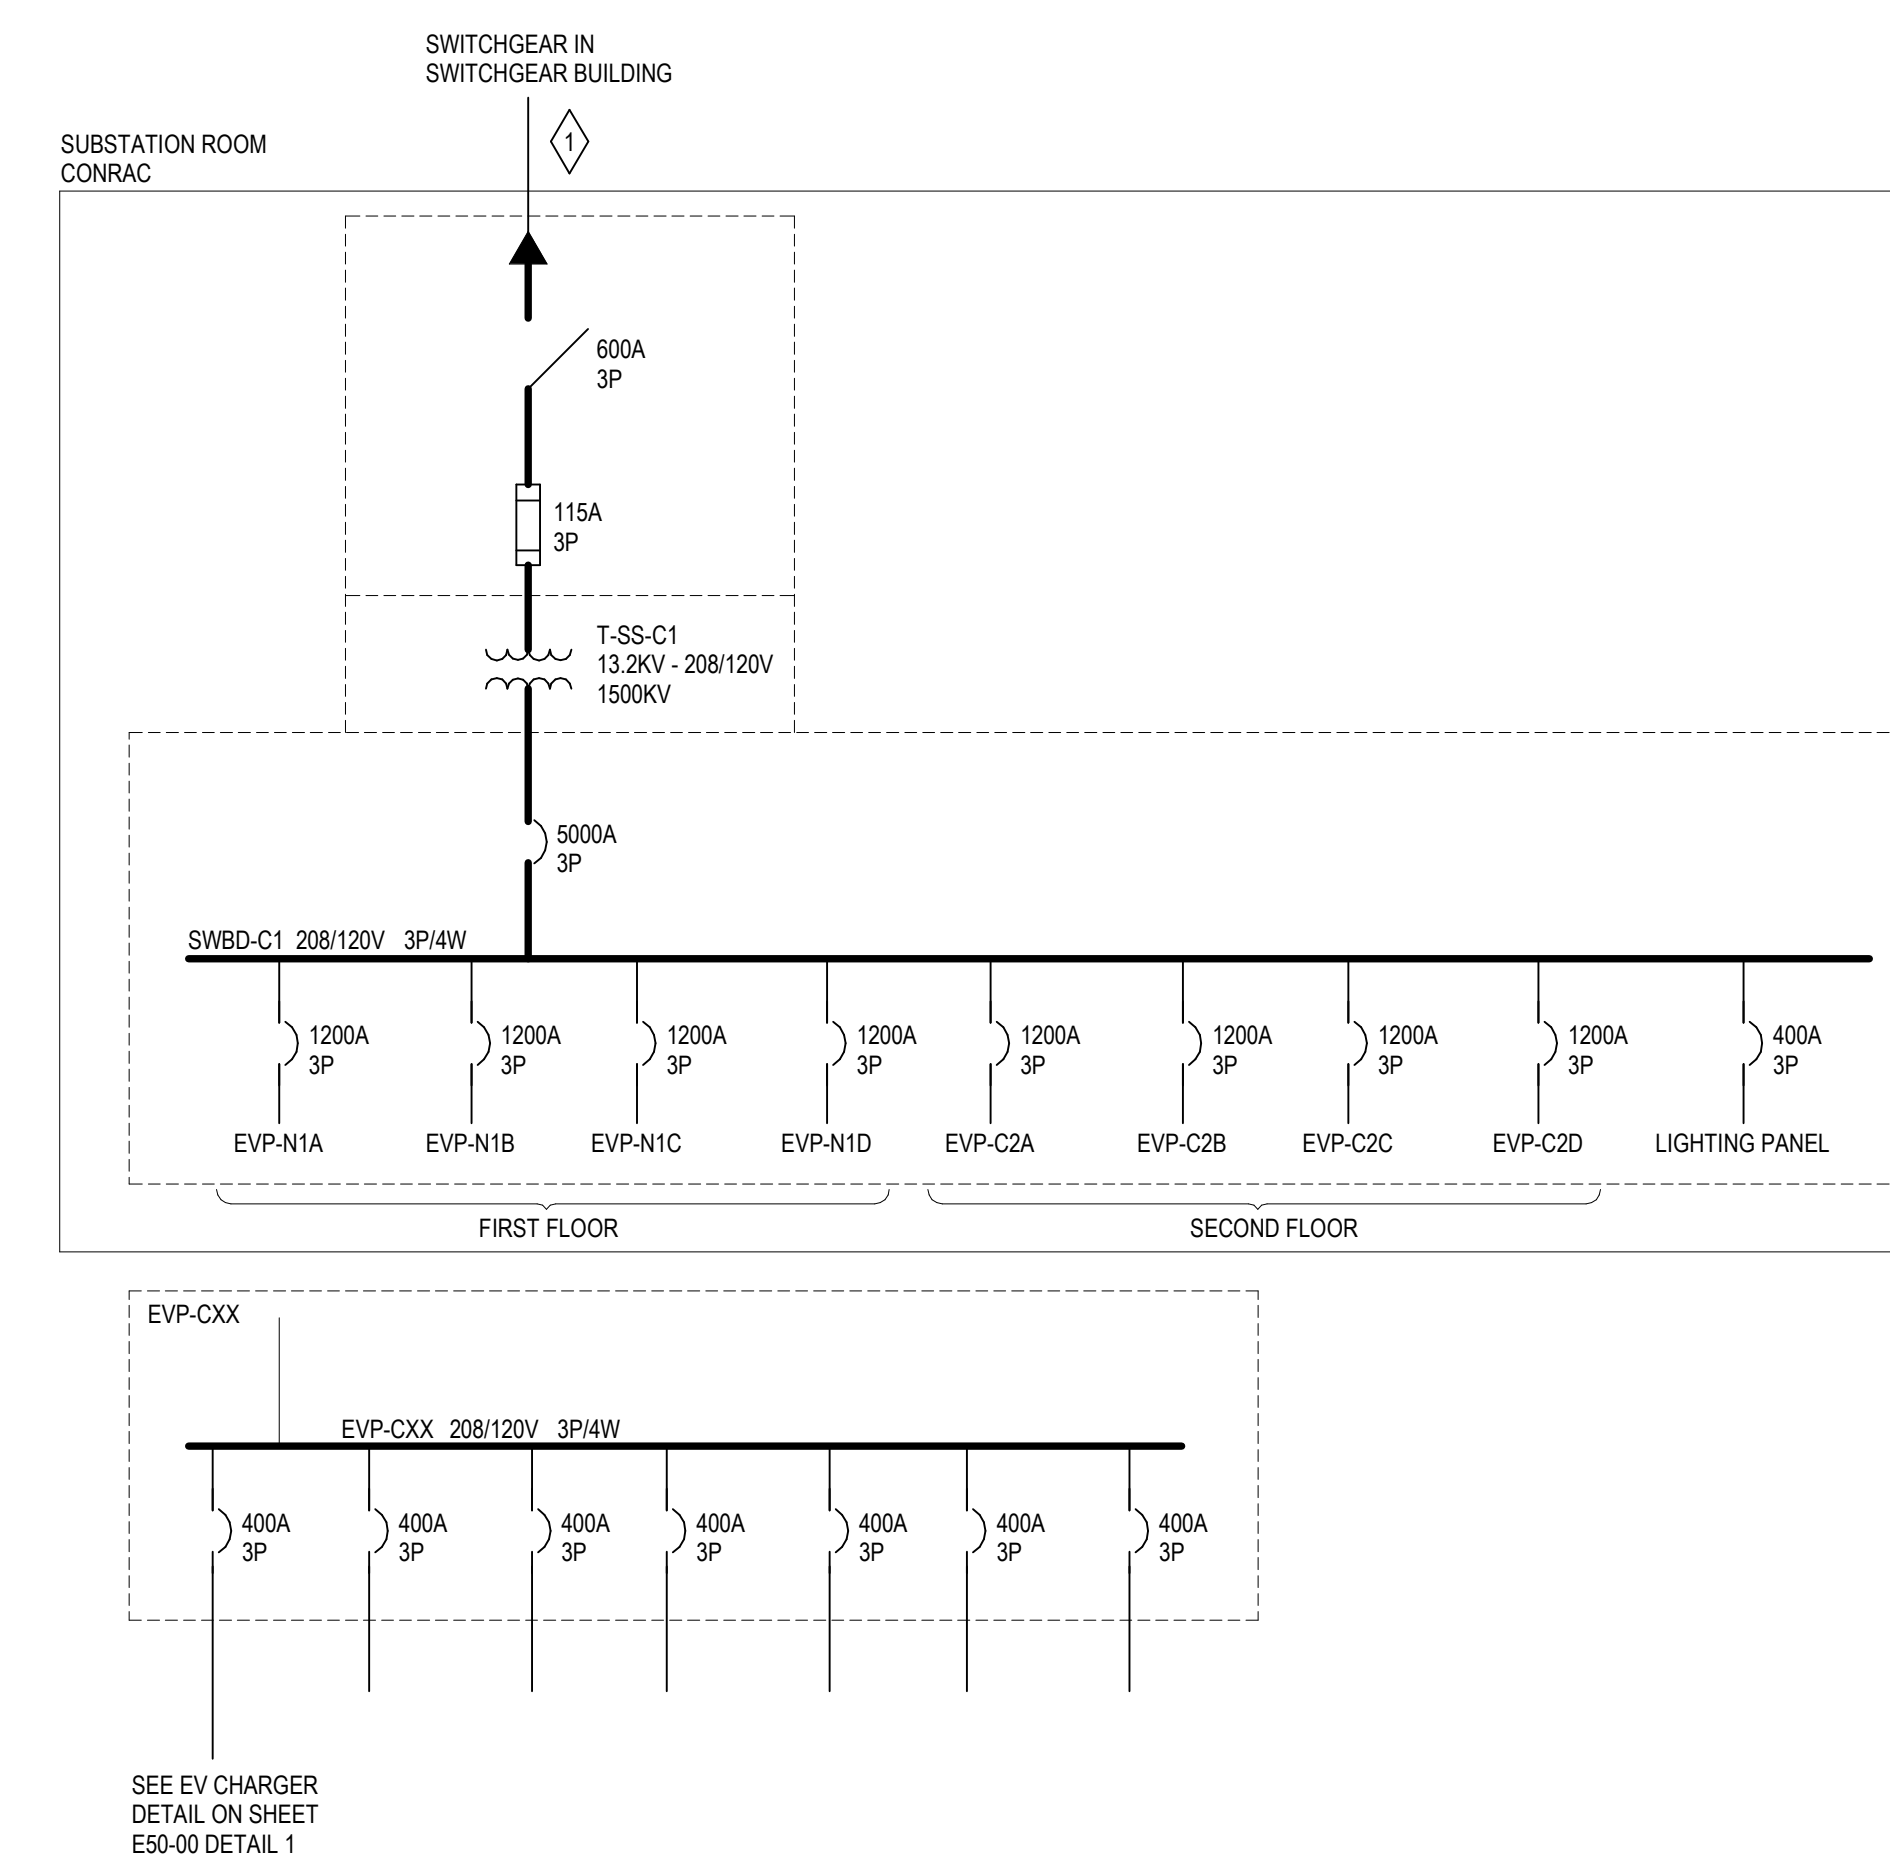 SWITCHGEAR IN
SWITCHGEAR BUILDING
1
SUBSTATION ROOM
CONRAC
600A
3P
115A
3P
T-SS-C1
13.2KV - 208/120V
1500KV
5000A
3P
SWBD-C1 208/120V 3P/4W
1200A
3P
1200A
3P
1200A
3P
1200A
3P
1200A
3P
1200A
3P
1200A
3P
1200A
3P
400A
3P
EVP-N1A
EVP-N1B
EVP-N1C
EVP-N1D
EVP-C2A
EVP-C2B
EVP-C2C
EVP-C2D
LIGHTING PANEL
FIRST FLOOR
SECOND FLOOR
EVP-CXX
EVP-CXX 208/120V 3P/4W
400A
3P
400A
3P
400A
3P
400A
3P
400A
3P
400A
3P
400A
3P
SEE EV CHARGER
DETAIL ON SHEET
E50-00 DETAIL 1